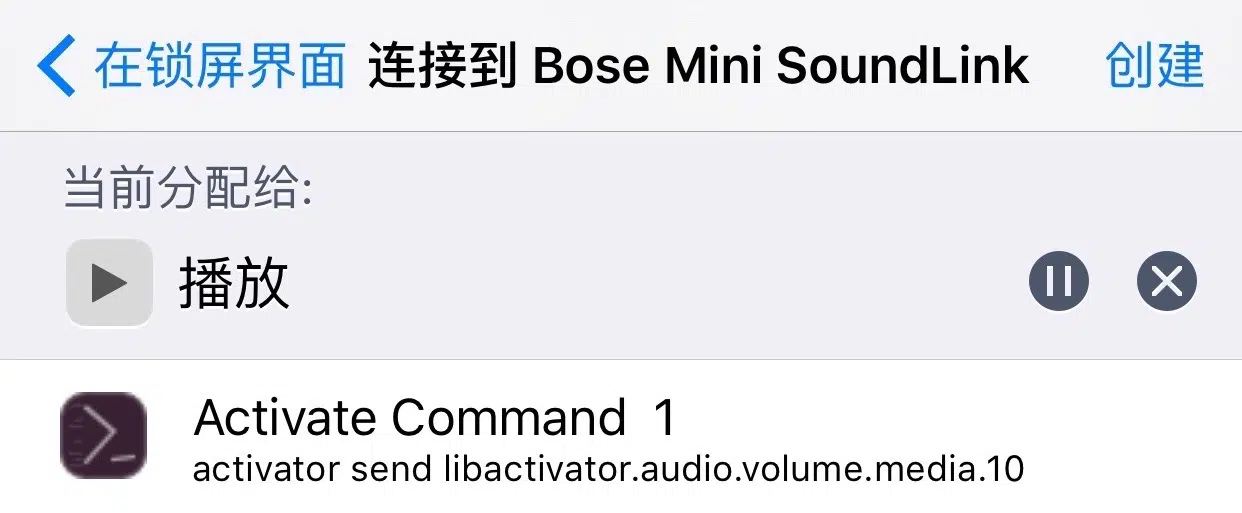 在锁屏界面 连接到 Bose Mini SoundLink 创建
当前分配给:
播放
Activate Command 1
activator send libactivator.audio.volume.media.10